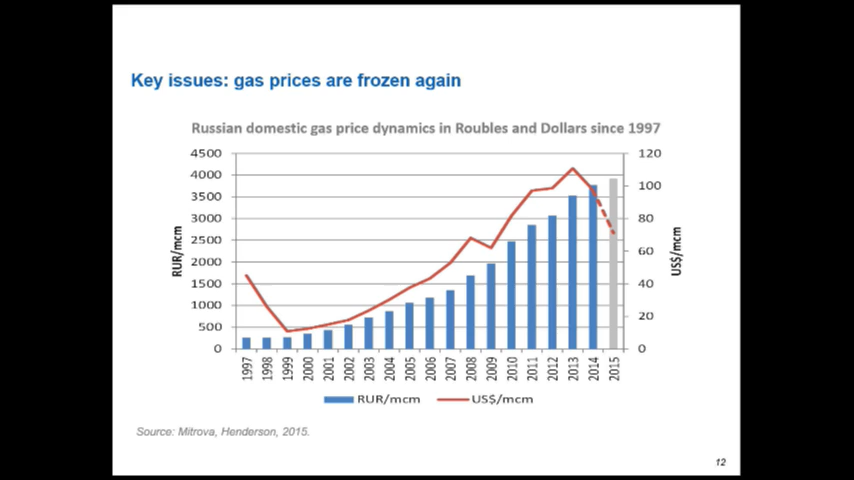 Key issues: gas prices are frozen again
Russian domestic gas price dynamics in Roubles and Dollars since 1997
4500
4000
3500
3000
2500
2000
1500
1000
500
0
RUR/mcm
120
100
80
60
40
20
0
US$/mcm
1997 1998 1999 2000 2001 2002 2003 2004 2005 2006 2007 2008 2009 2010 2011 2012 2013 2014 2015
RUR/mcm US$/mcm
Source: Mitrova, Henderson, 2015.
12